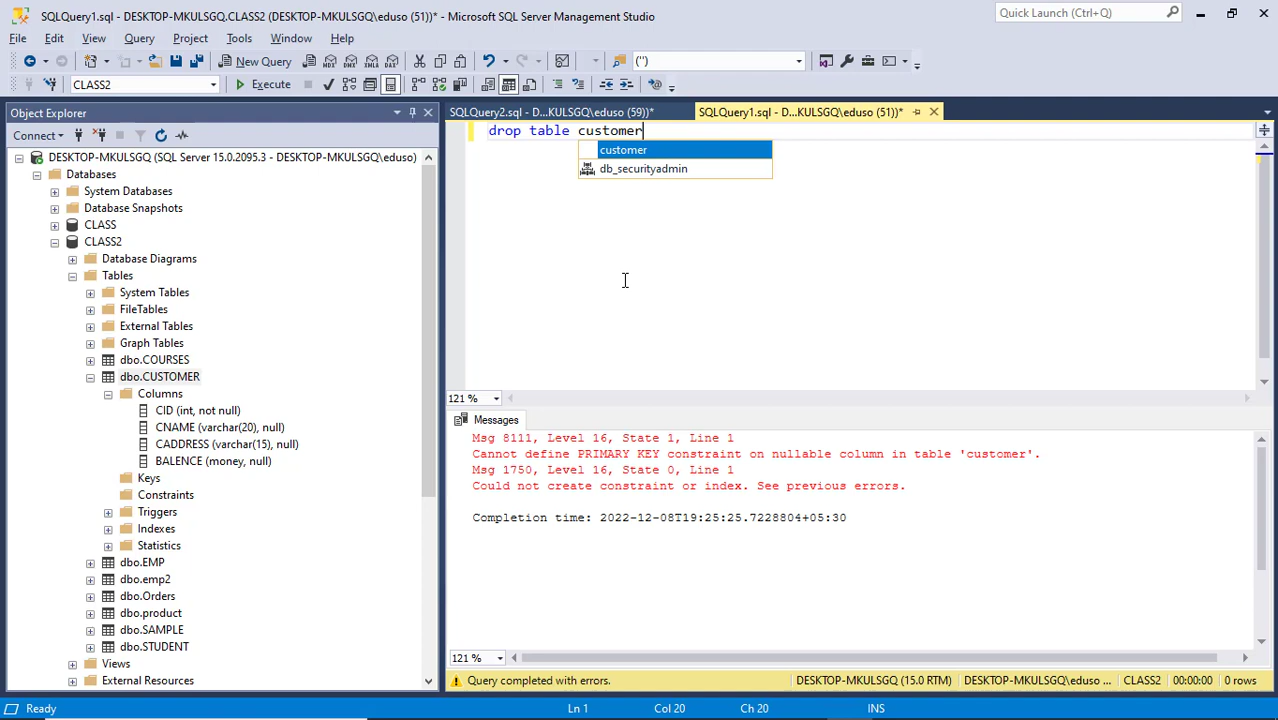 SQLQuery1.sql - DESKTOP-MKULSGQ.CLASS2 (DESKTOP-MKULSGQ\eduso (51))* - Microsoft SQL Server Management Studio
Quick Launch (Ctrl+Q)
File Edit View Query Project Tools Window Help
New Query
MDX DMX XMLA DAX
('')
CLASS2
Execute
Object Explorer
SQLQuery2.sql - D...KULSGQ\eduso (59))*
SQLQuery1.sql - D...KULSGQ\eduso (51))*
Connect
DESKTOP-MKULSGQ (SQL Server 15.0.2095.3 - DESKTOP-MKULSGQ\eduso)
Databases
System Databases
Database Snapshots
CLASS
CLASS2
Database Diagrams
Tables
System Tables
FileTables
External Tables
Graph Tables
dbo.COURSES
dbo.CUSTOMER
Columns
CID (int, not null)
CNAME (varchar(20), null)
CADDRESS (varchar(15), null)
BALENCE (money, null)
Keys
Constraints
Triggers
Indexes
Statistics
dbo.EMP
dbo.emp2
dbo.Orders
dbo.product
dbo.SAMPLE
dbo.STUDENT
Views
External Resources
drop table customer
customer
db_securityadmin
121 %
Messages
Msg 8111, Level 16, State 1, Line 1
Cannot define PRIMARY KEY constraint on nullable column in table 'customer'.
Msg 1750, Level 16, State 0, Line 1
Could not create constraint or index. See previous errors.
Completion time: 2022-12-08T19:25:25.7228804+05:30
121 %
Query completed with errors.
DESKTOP-MKULSGQ (15.0 RTM)
DESKTOP-MKULSGQ\eduso ...
CLASS2
00:00:00
0 rows
Ready
Ln 1
Col 20
Ch 20
INS